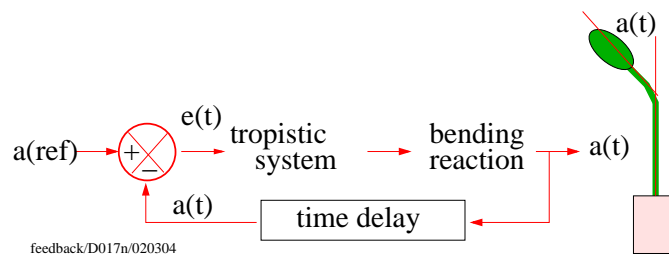 a(t)
e(t)
tropistic
system
bending
reaction
a(ref)
+
−
a(t)
a(t)
time delay
feedback/D017n/020304